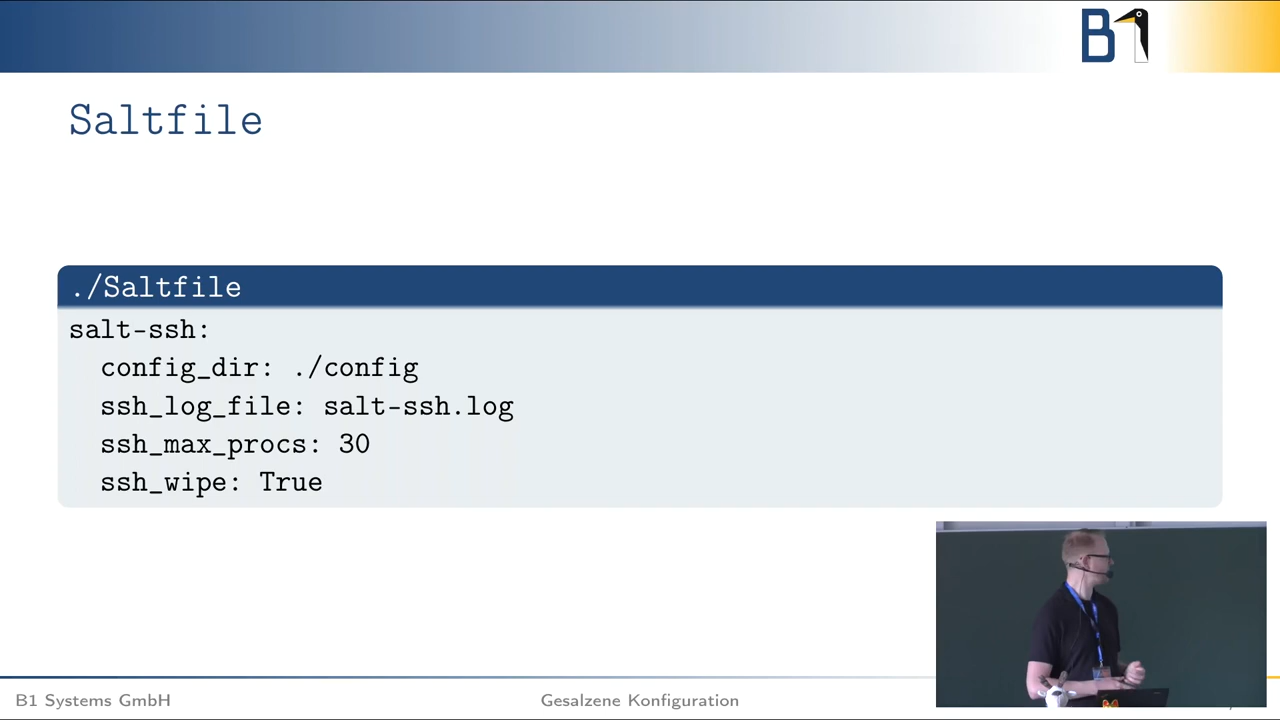 B1
Saltfile
./Saltfile
salt-ssh:
config_dir: ./config
ssh_log_file: salt-ssh.log
ssh_max_procs: 30
ssh_wipe: True
B1 Systems GmbH
Gesalzene Konfiguration